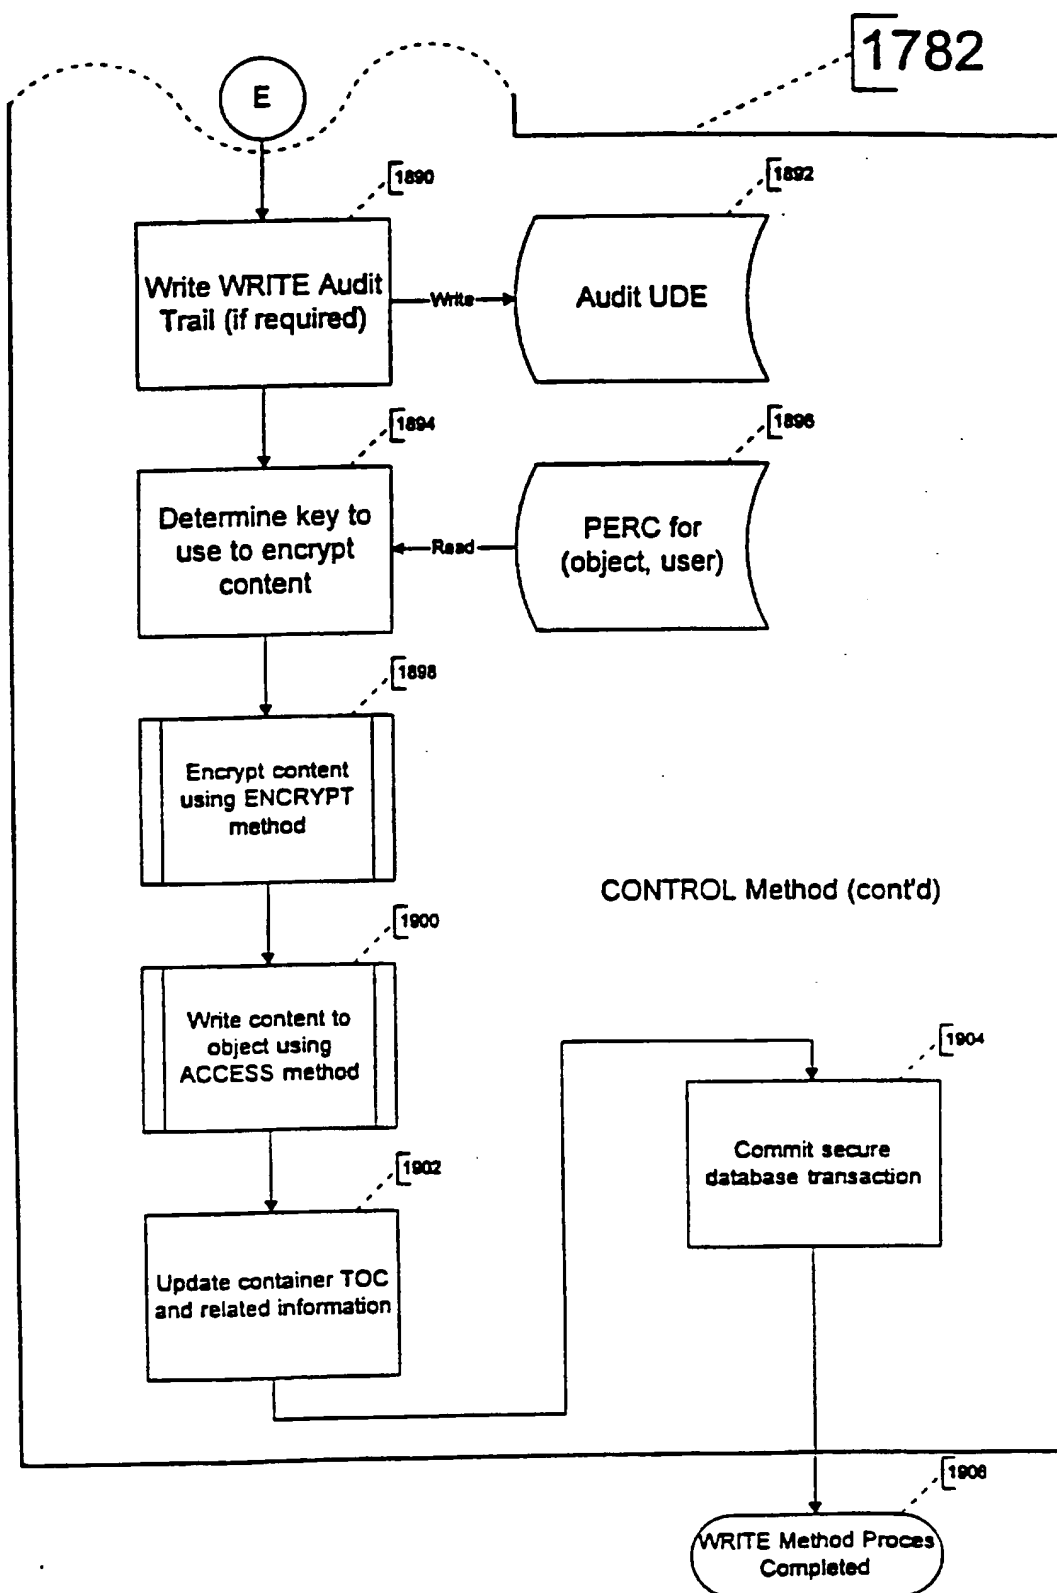 1782
E
1890
1892
Write WRITE Audit
Trail (if required)
Write
Audit UDE
1894
1896
Determine key to
use to encrypt
content
Read
PERC for
(object, user)
1898
Encrypt content
using ENCRYPT
method
CONTROL Method (cont'd)
1900
Write content to
object using
ACCESS method
1904
Commit secure
database transaction
1902
Update container TOC
and related information
1906
WRITE Method Proces
Completed